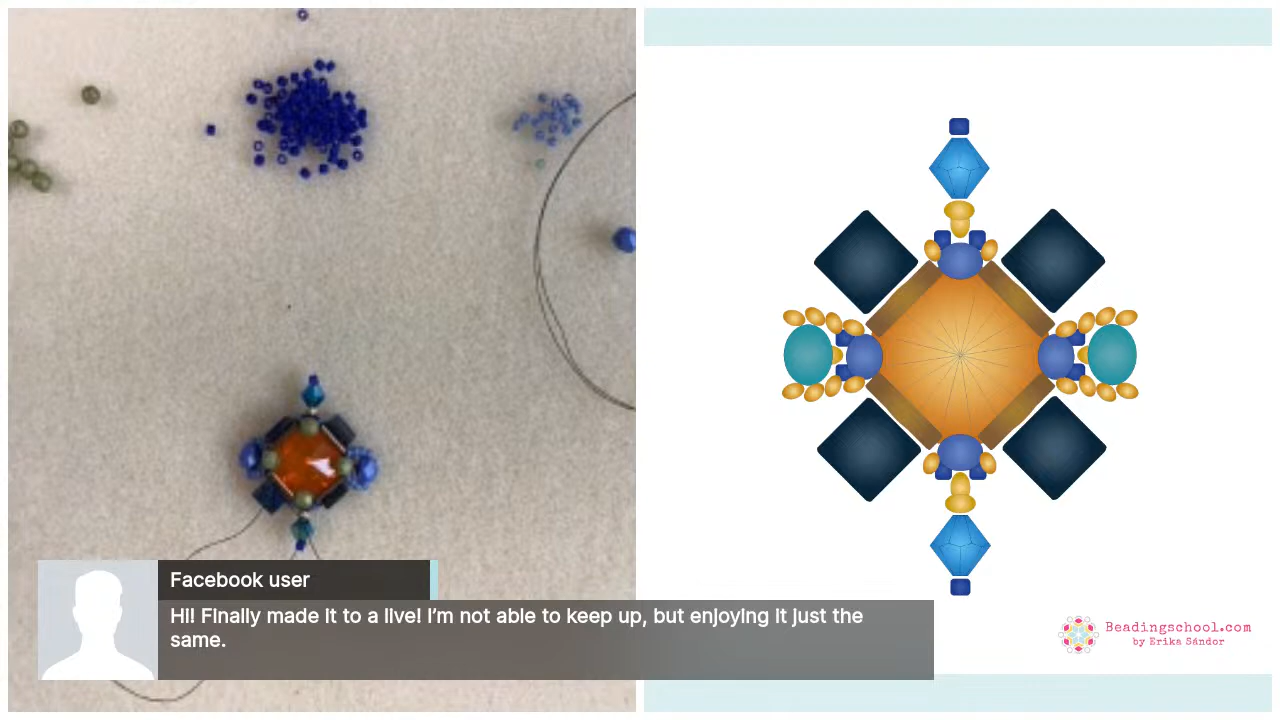 Facebook user
Hi! Finally made it to a live! I'm not able to keep up, but enjoying it just the
same.
Beadingschool.com
by Erika Sándor